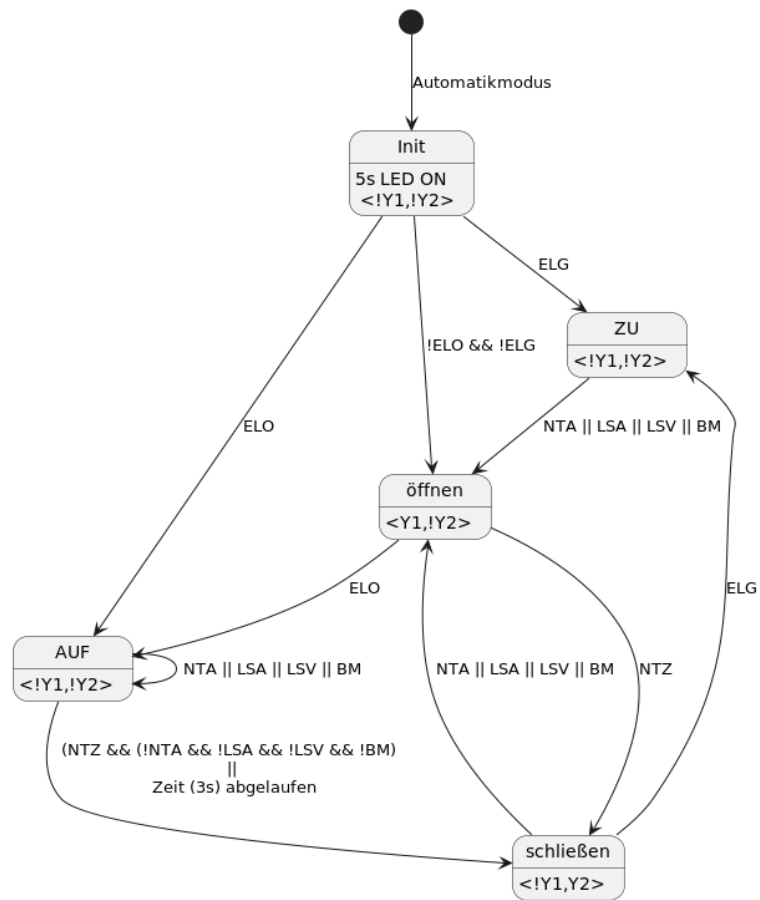 Automatikmodus
Init
5s LED ON
<!Y1,!Y2>
ELG
ZU
<!Y1,!Y2>
!ELO && !ELG
ELO
NTA || LSA || LSV || BM
öffnen
<Y1,!Y2>
ELO
ELG
AUF
<!Y1,!Y2>
NTA || LSA || LSV || BM
NTA || LSA || LSV || BM
NTZ
(NTZ && (!NTA && !LSA && !LSV && !BM)
||
Zeit (3s) abgelaufen
schließen
<!Y1,Y2>